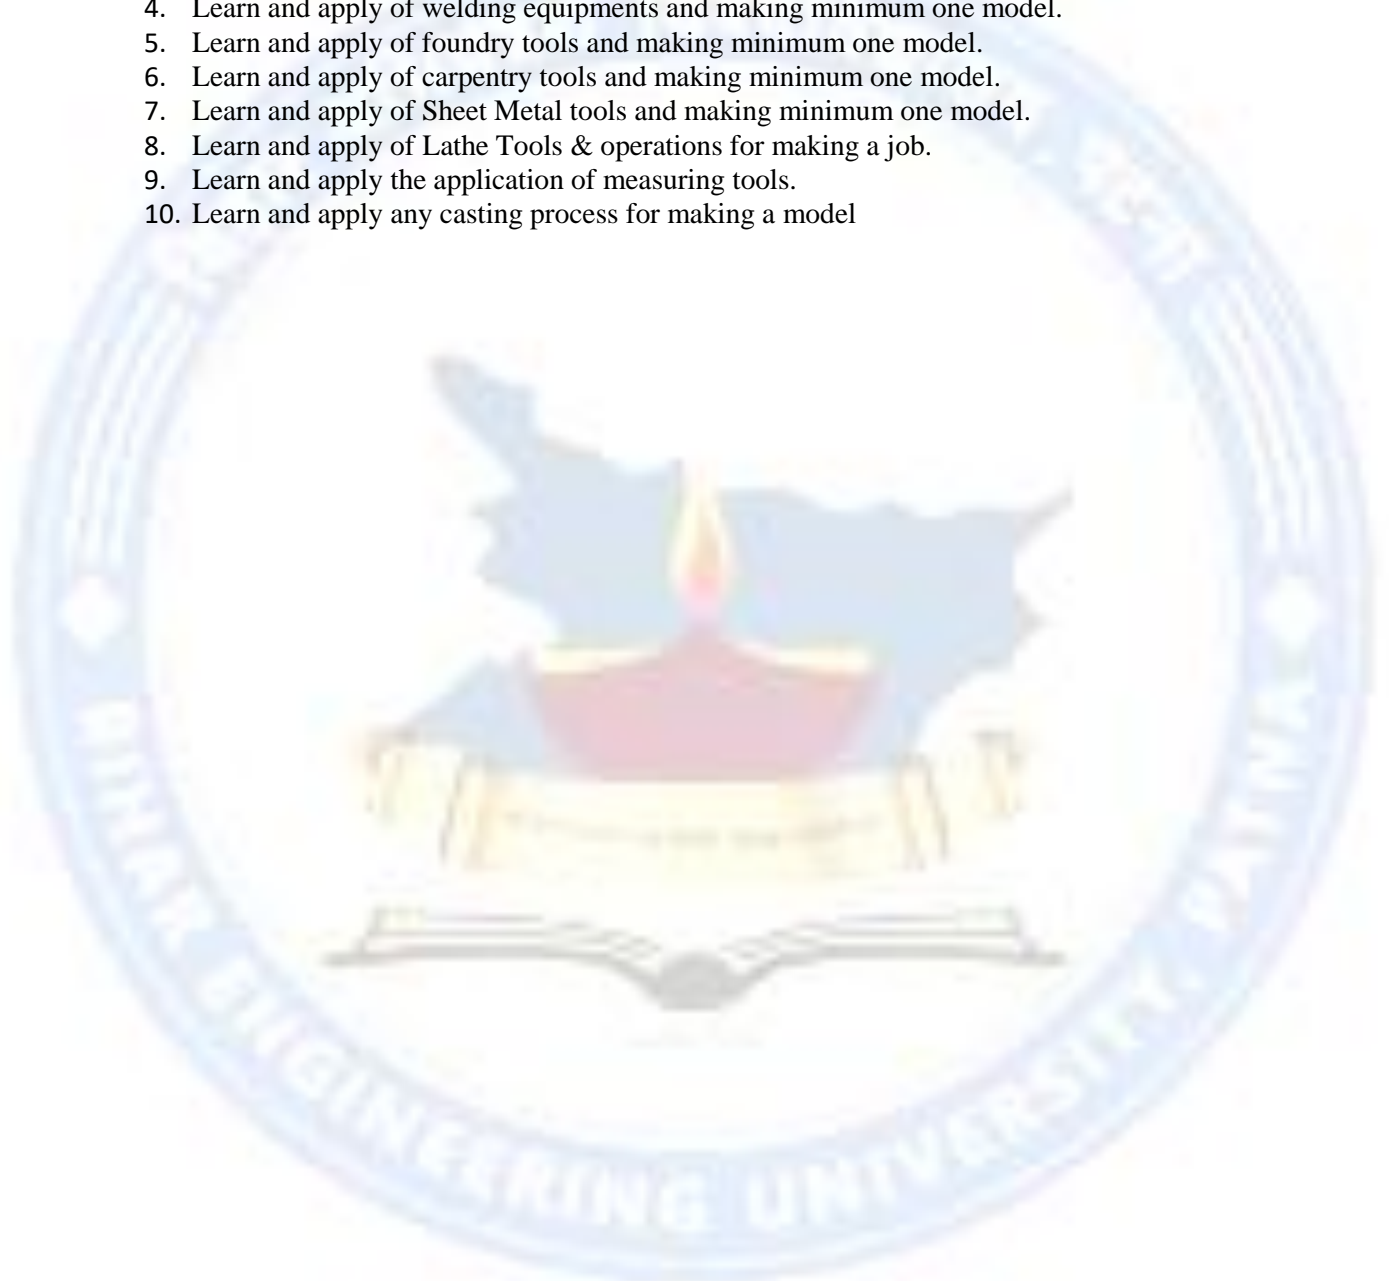 4. Learn and apply of welding equipments and making minimum one model.
5. Learn and apply of foundry tools and making minimum one model.
6. Learn and apply of carpentry tools and making minimum one model.
7. Learn and apply of Sheet Metal tools and making minimum one model.
8. Learn and apply of Lathe Tools & operations for making a job.
9. Learn and apply the application of measuring tools.
10. Learn and apply any casting process for making a model
BIHAR ENGINEERING UNIVERSITY, PATNA